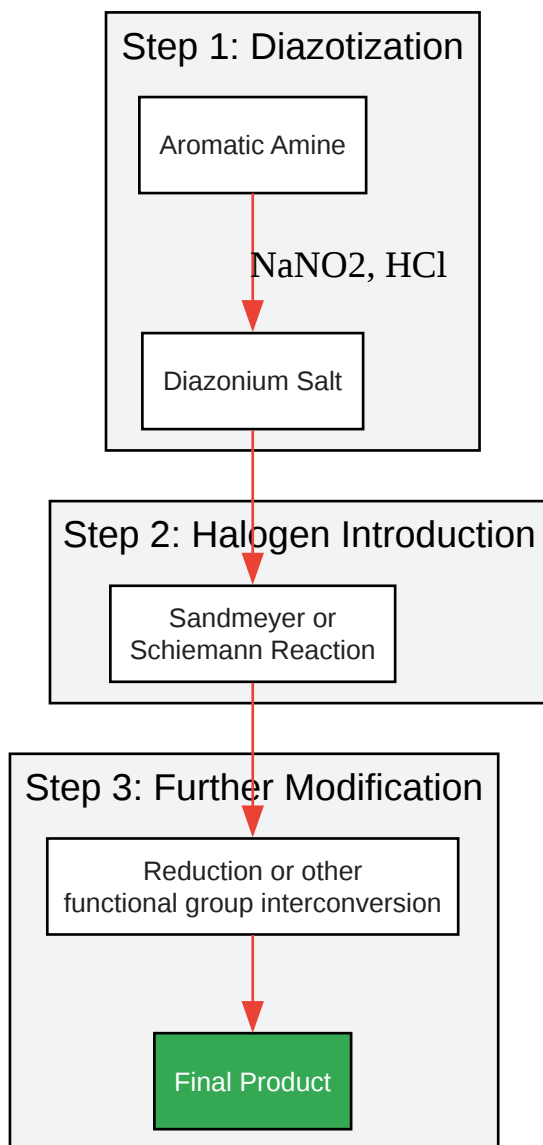 Step 1: Diazotization
Aromatic Amine
NaNO2, HCl
Diazonium Salt
Step 2: Halogen Introduction
Sandmeyer or
Schiemann Reaction
Step 3: Further Modification
Reduction or other
functional group interconversion
Final Product